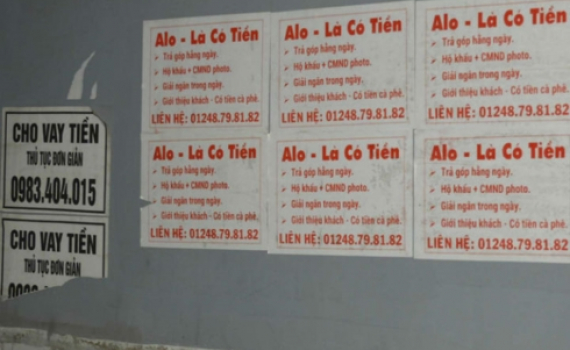 CHO VAY TIỀN
THỦ TỤC ĐƠN GIẢN
0983.404.015
CHO VAY TIỀN
THỦ TỤC ĐƠN GIẢN
Alo - Là Có Tiền
Trả góp hằng ngày.
Hộ khẩu + CMND photo.
Giải ngân trong ngày.
Giới thiệu khách - Có tiền cà phê.
LIÊN HỆ: 01248.79.81.82
Alo - Là Có Tiền
Trả góp hằng ngày.
Hộ khẩu + CMND photo.
Giải ngân trong ngày.
Giới thiệu khách - Có tiền cà phê.
LIÊN HỆ: 01248.79.81.82
Alo - Là Có Tiền
Trả góp hằng ngày.
Hộ khẩu + CMND photo.
Giải ngân trong ngày.
Giới thiệu khách - Có tiền cà phê.
LIÊN HỆ: 01248.79.81.82
Alo - Là Có Tiền
Trả góp hằng ngày.
Hộ khẩu + CMND photo.
Giải ngân trong ngày.
Giới thiệu khách - Có tiền cà phê.
LIÊN HỆ: 01248.79.81.82
Alo - Là Có Tiền
Trả góp hằng ngày.
Hộ khẩu + CMND photo.
Giải ngân trong ngày.
Giới thiệu khách - Có tiền cà phê.
LIÊN HỆ: 01248.79.81.82
Alo - Là Có Tiền
Trả góp hằng ngày.
Hộ khẩu + CMND photo.
Giải ngân trong ngày.
Giới thiệu khách - Có tiền cà phê.
LIÊN HỆ: 01248.79.81.82